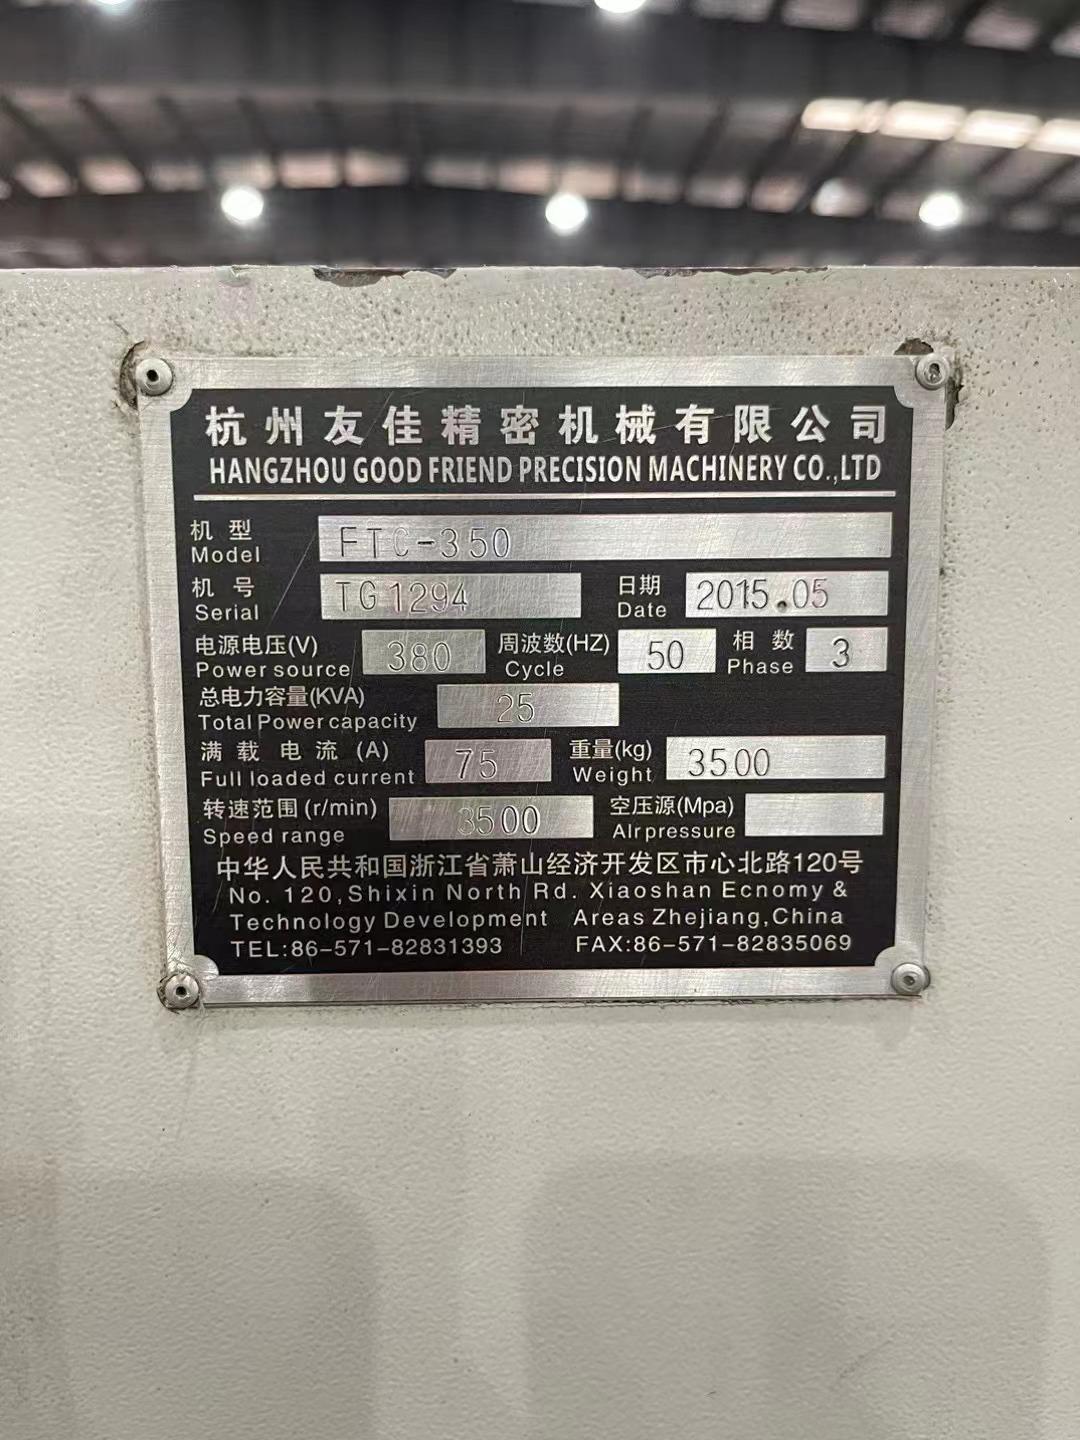 杭州友佳精密机械有限公司
HANGZHOU GOOD FRIEND PRECISION MACHINERY CO.,LTD
机型 Model FTC-350
机号 Serial TG1294 日期 Date 2015.05
电源电压(V) Power source 380 周波数(HZ) Cycle 50 相数 Phase 3
总电力容量(KVA) Total Power capacity 25
满载电流(A) Full loaded current 75 重量(kg) Weight 3500
转速范围(r/min) Speed range 3500 空压源(Mpa) Air pressure
中华人民共和国浙江省萧山经济开发区市心北路120号
No. 120,Shixin North Rd. Xiaoshan Ecnomy &
Technology Development Areas Zhejiang,China
TEL:86-571-82831393 FAX:86-571-82835069